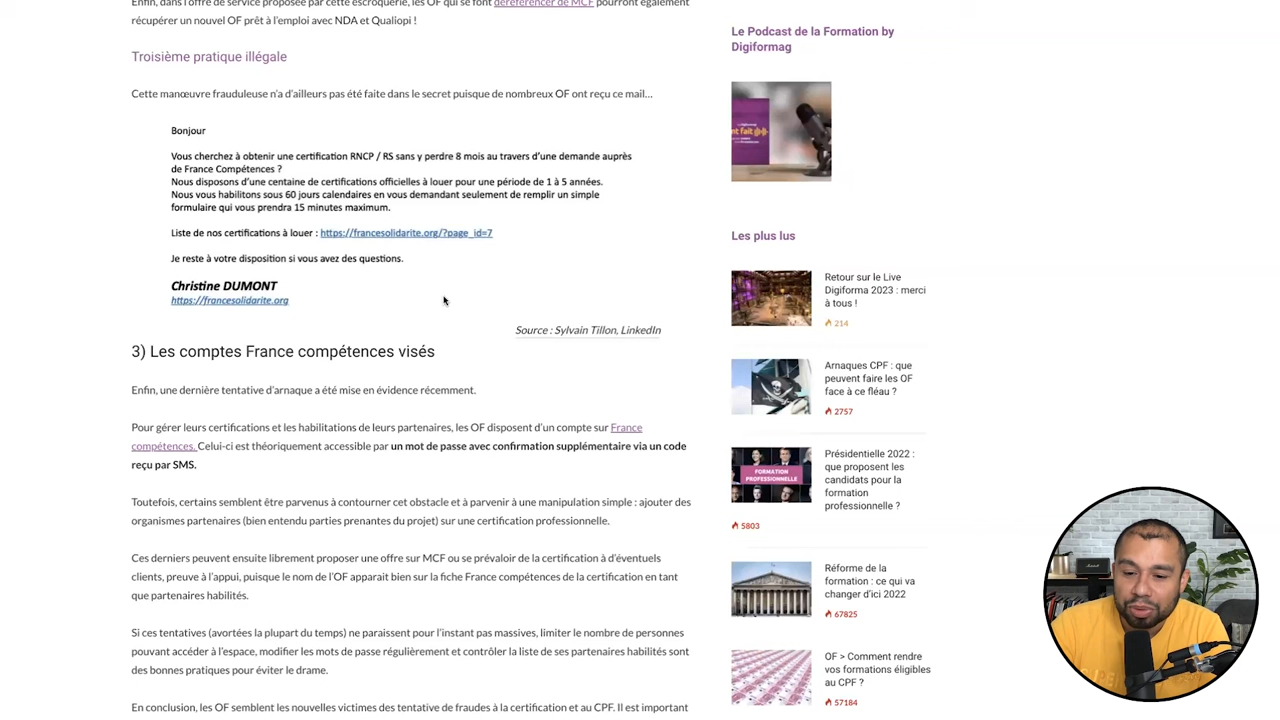 Enfin, dans l'offre de service proposée par cette escroquerie, les OF qui se font déréférencer de MCF pourront également
récupérer un nouvel OF prêt à l'emploi avec NDA et Qualiopi !
Troisième pratique illégale
Cette manœuvre frauduleuse n'a d'ailleurs pas été faite dans le secret puisque de nombreux OF ont reçu ce mail…
Bonjour
Vous cherchez à obtenir une certification RNCP / RS sans y perdre 8 mois au travers d'une demande auprès
de France Compétences ?
Nous disposons d'une centaine de certifications officielles à louer pour une période de 1 à 5 années.
Nous vous habilitons sous 60 jours calendaires en vous demandant seulement de remplir un simple
formulaire qui vous prendra 15 minutes maximum.
Liste de nos certifications à louer : https://francesolidarite.org/?page_id=7
Je reste à votre disposition si vous avez des questions.
Christine DUMONT
https://francesolidarite.org
Source : Sylvain Tillon, LinkedIn
3) Les comptes France compétences visés
Enfin, une dernière tentative d'arnaque a été mise en évidence récemment.
Pour gérer leurs certifications et les habilitations de leurs partenaires, les OF disposent d'un compte sur France
compétences. Celui-ci est théoriquement accessible par un mot de passe avec confirmation supplémentaire via un code
reçu par SMS.
Toutefois, certains semblent être parvenus à contourner cet obstacle et à parvenir à une manipulation simple : ajouter des
organismes partenaires (bien entendu parties prenantes du projet) sur une certification professionnelle.
Ces derniers peuvent ensuite librement proposer une offre sur MCF ou se prévaloir de la certification à d'éventuels
clients, preuve à l'appui, puisque le nom de l'OF apparait bien sur la fiche France compétences de la certification en tant
que partenaires habilités.
Si ces tentatives (avortées la plupart du temps) ne paraissent pour l'instant pas massives, limiter le nombre de personnes
pouvant accéder à l'espace, modifier les mots de passe régulièrement et contrôler la liste de ses partenaires habilités sont
des bonnes pratiques pour éviter le drame.
En conclusion, les OF semblent les nouvelles victimes des tentative de fraudes à la certification et au CPF. Il est important
Le Podcast de la Formation by
Digiformag
nt fait
Les plus lus
Retour sur le Live
Digiforma 2023 : merci
à tous !
214
Arnaques CPF : que
peuvent faire les OF
face à ce fléau ?
2757
FORMATION
PROFESSIONNELLE
Présidentielle 2022 :
que proposent les
candidats pour la
formation
professionnelle ?
5803
Réforme de la
formation : ce qui va
changer d'ici 2022
67825
OF > Comment rendre
vos formations éligibles
au CPF ?
57184